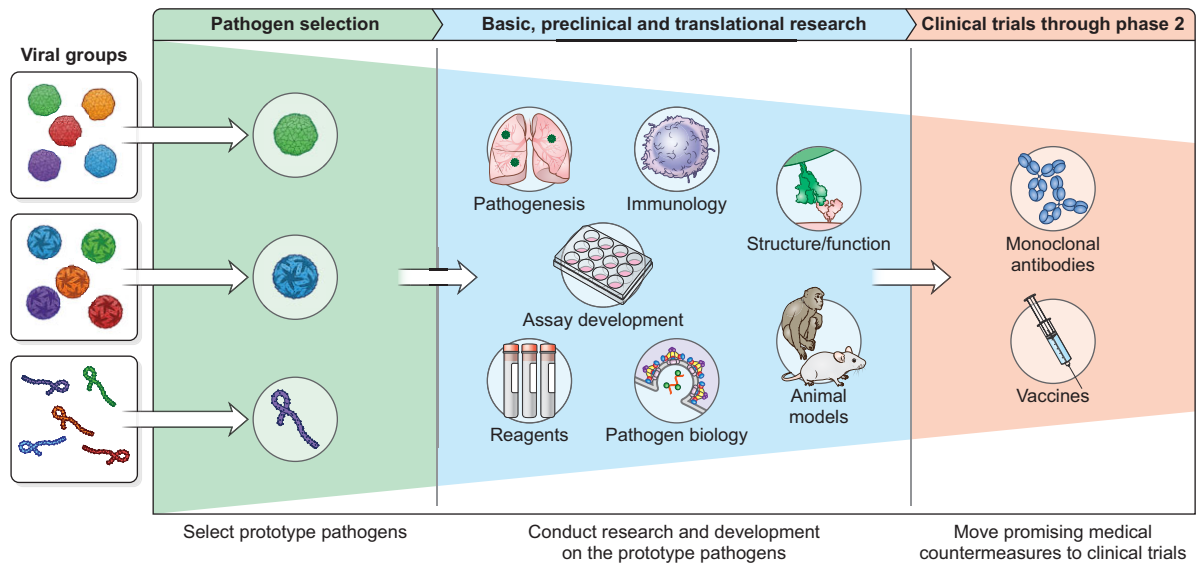 Pathogen selection
Basic, preclinical and translational research
Clinical trials through phase 2
Viral groups
Pathogenesis
Immunology
Structure/function
Monoclonal
antibodies
Assay development
Reagents
Pathogen biology
Animal
models
Vaccines
Select prototype pathogens
Conduct research and development
on the prototype pathogens
Move promising medical
countermeasures to clinical trials